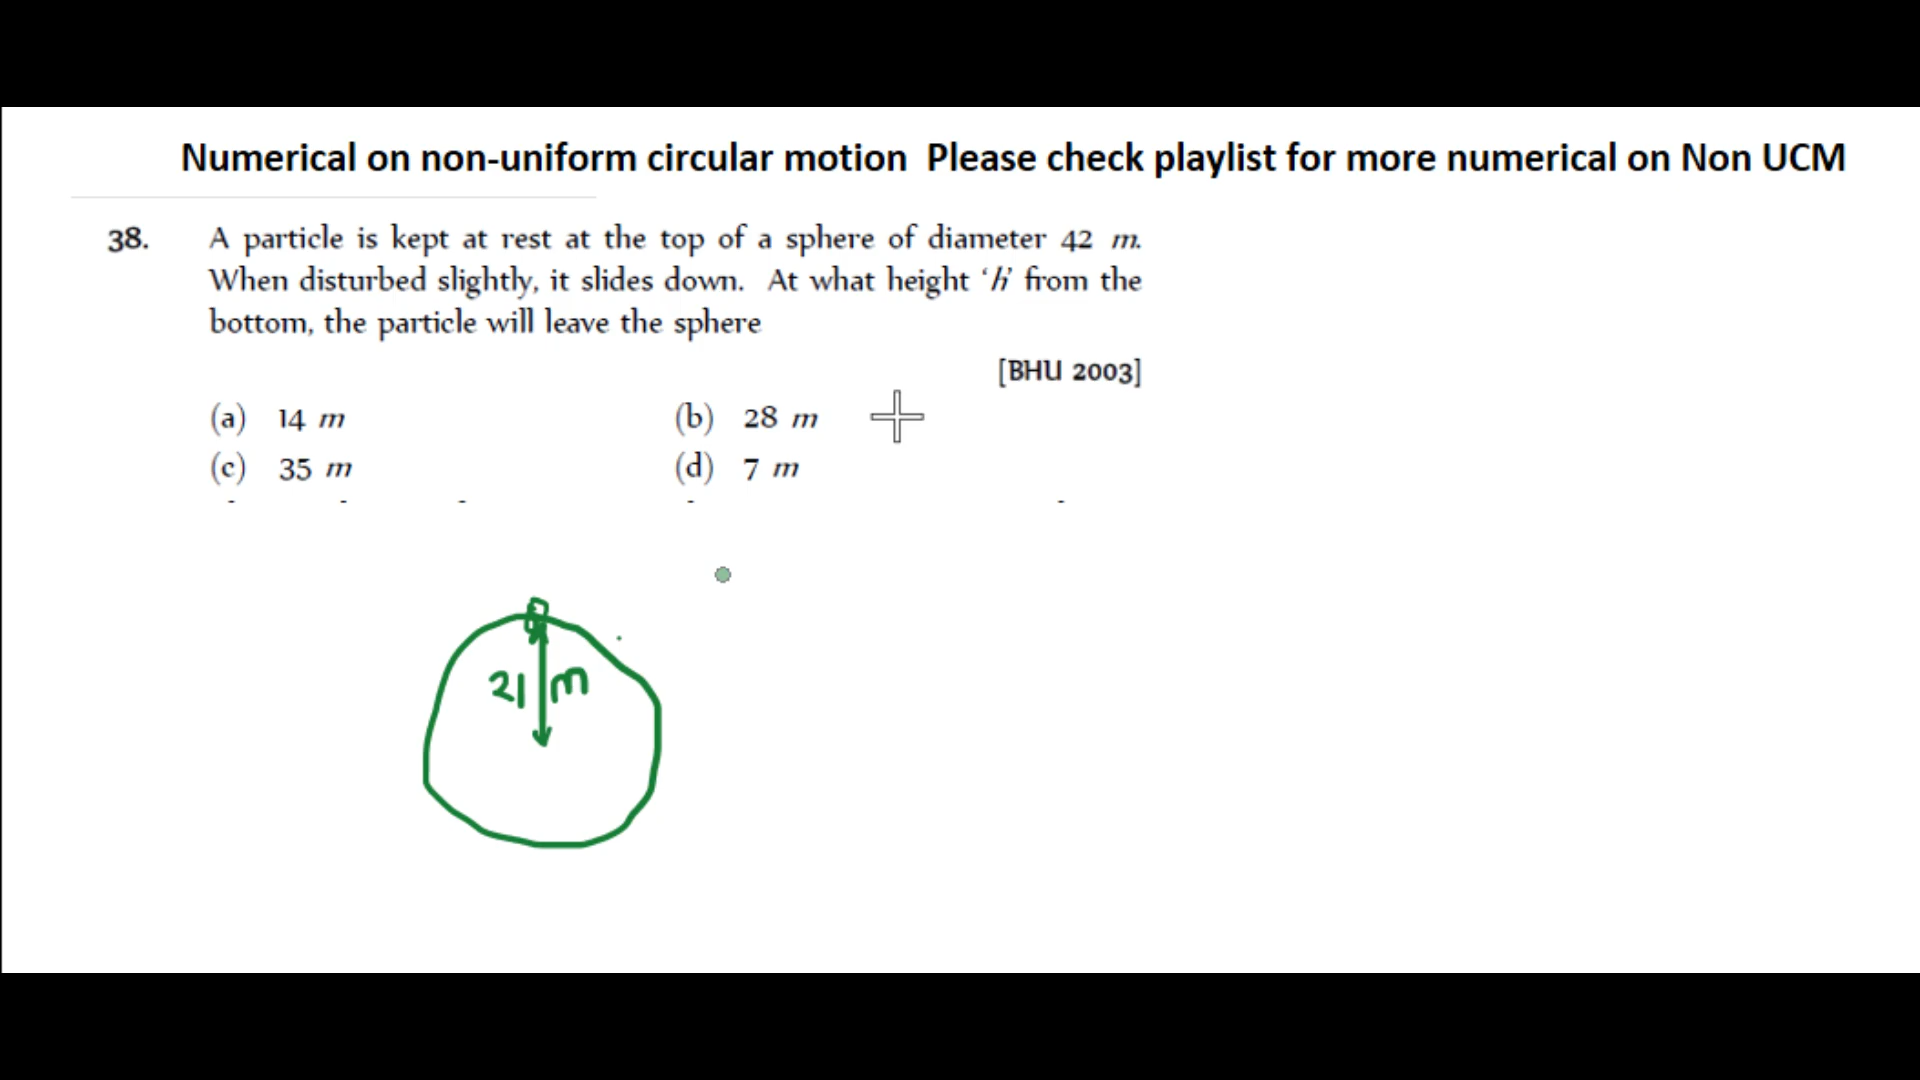 Numerical on non-uniform circular motion  Please check playlist for more numerical on Non UCM
38. A particle is kept at rest at the top of a sphere of diameter 42 m.
When disturbed slightly, it slides down. At what height ‘h’ from the
bottom, the particle will leave the sphere
[BHU 2003]
(a) 14 m (b) 28 m
(c) 35 m (d) 7 m
21 m